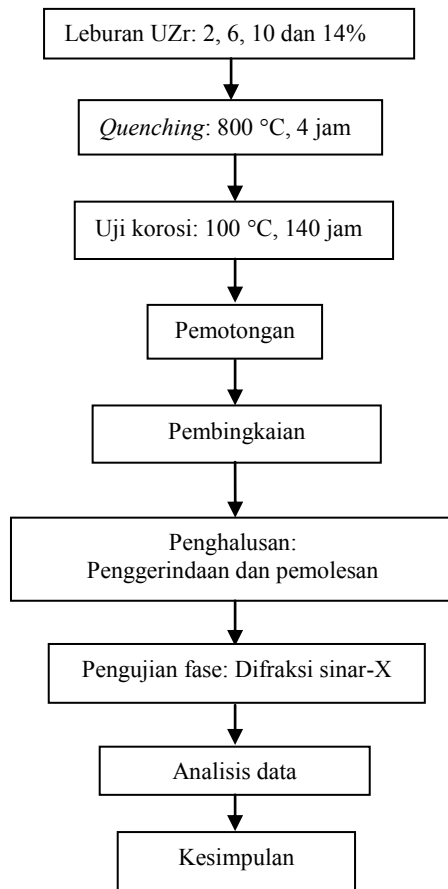 Leburan UZr: 2, 6, 10 dan 14%
Quenching: 800 °C, 4 jam
Uji korosi: 100 °C, 140 jam
Pemotongan
Pembingkaian
Penghalusan:
Penggerindaan dan pemolesan
Pengujian fase: Difraksi sinar-X
Analisis data
Kesimpulan